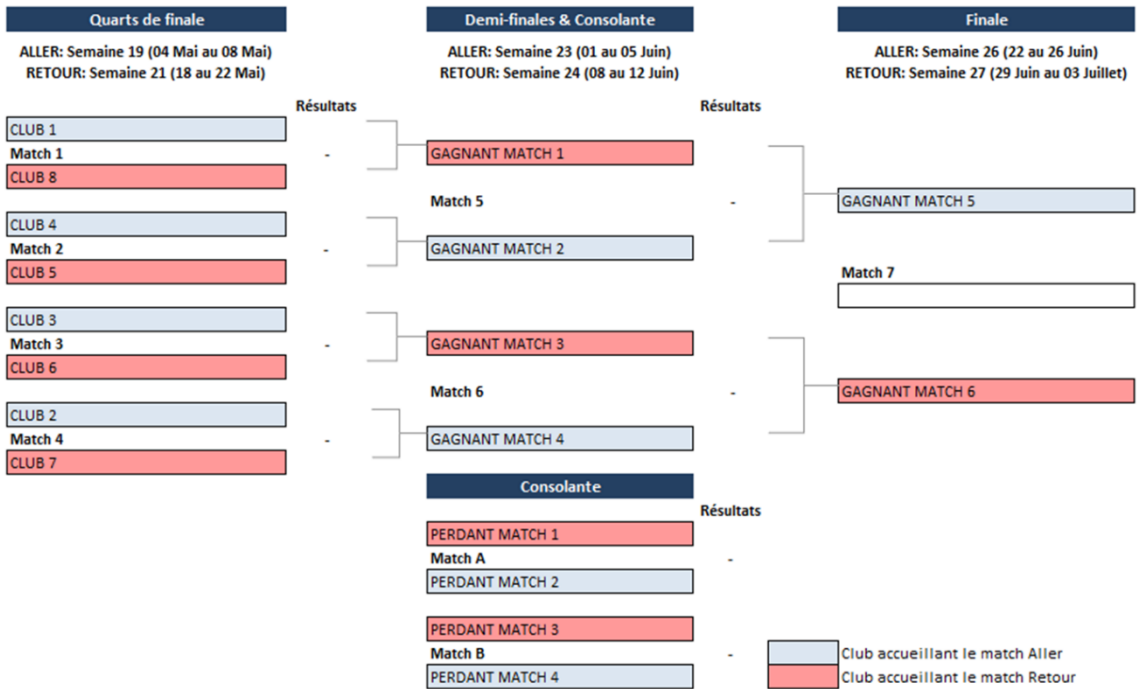 Quarts de finale
ALLER: Semaine 19 (04 Mai au 08 Mai)
RETOUR: Semaine 21 (18 au 22 Mai)
Résultats
CLUB 1
Match 1
-
CLUB 8
CLUB 4
Match 2
-
CLUB 5
CLUB 3
Match 3
-
CLUB 6
CLUB 2
Match 4
-
CLUB 7
Demi-finales & Consolante
ALLER: Semaine 23 (01 au 05 Juin)
RETOUR: Semaine 24 (08 au 12 Juin)
Résultats
GAGNANT MATCH 1
Match 5
-
GAGNANT MATCH 2
GAGNANT MATCH 3
Match 6
-
GAGNANT MATCH 4
Consolante
Résultats
PERDANT MATCH 1
Match A
-
PERDANT MATCH 2
PERDANT MATCH 3
Match B
-
PERDANT MATCH 4
Finale
ALLER: Semaine 26 (22 au 26 Juin)
RETOUR: Semaine 27 (29 Juin au 03 Juillet)
GAGNANT MATCH 5
Match 7
GAGNANT MATCH 6
Club accueillant le match Aller
Club accueillant le match Retour